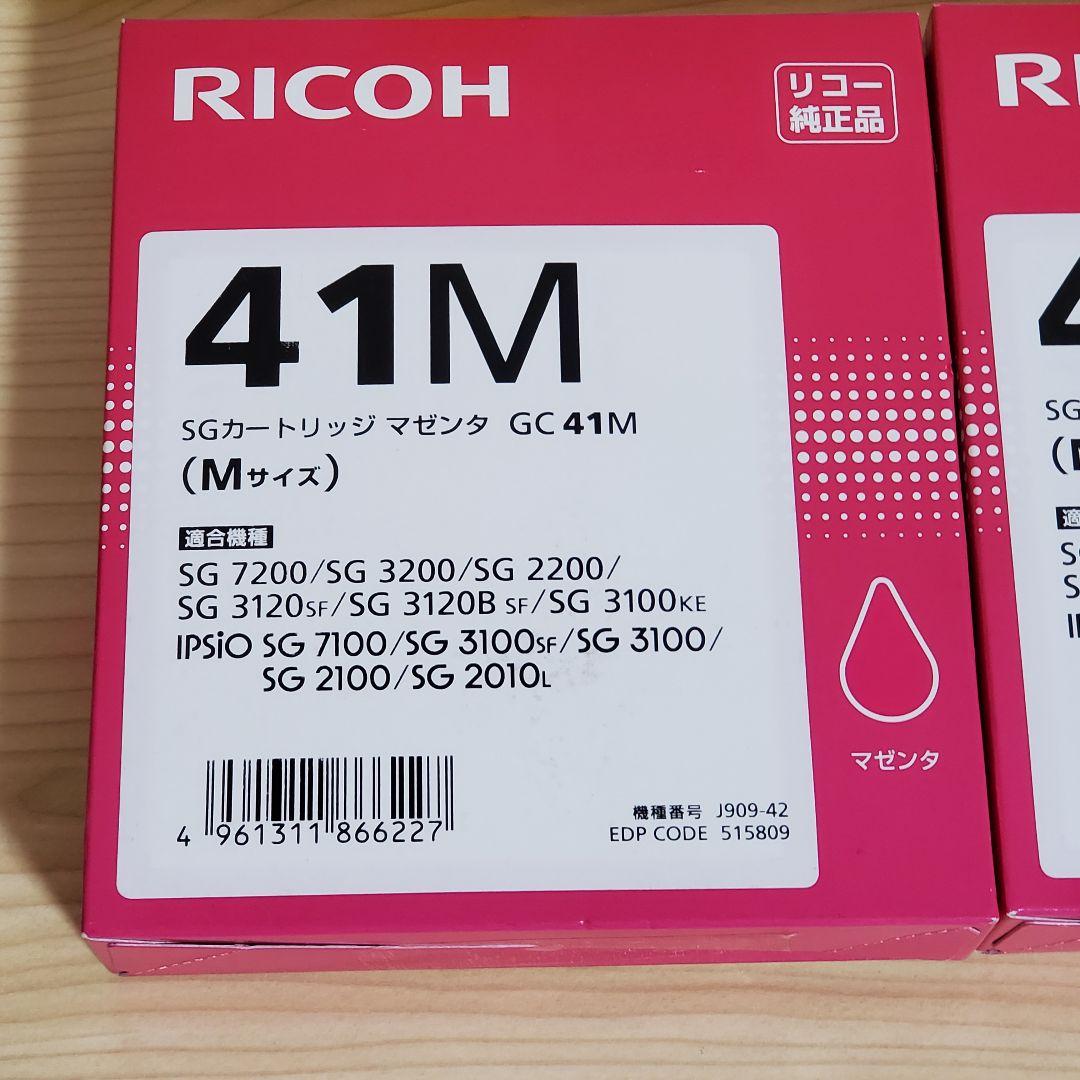 RICOH
リコー
純正品
41M
SGカートリッジ マゼンタ GC 41M
(Mサイズ)
適合機種
SG 7200/SG 3200/SG 2200/
SG 3120SF/SG 3120B SF/SG 3100KE
IPSiO SG 7100/SG 3100SF/SG 3100/
SG 2100/SG 2010L
マゼンタ
機種番号 J909-42
EDP CODE 515809
4 961311 866227